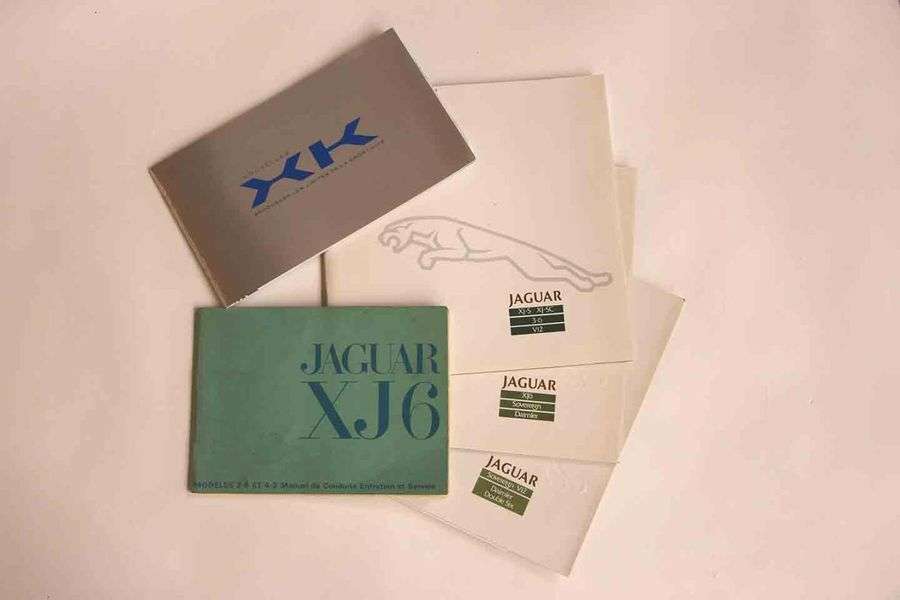 XK
JAGUAR
XJ-S XJ-SC
3·6
V12
JAGUAR
XJ6
MODELES 2·8 ET 4·2 Manuel de Conduite Entretien et Service
JAGUAR
XJ6
Sovereign
Daimler
JAGUAR
Sovereign V12
Daimler
Double Six